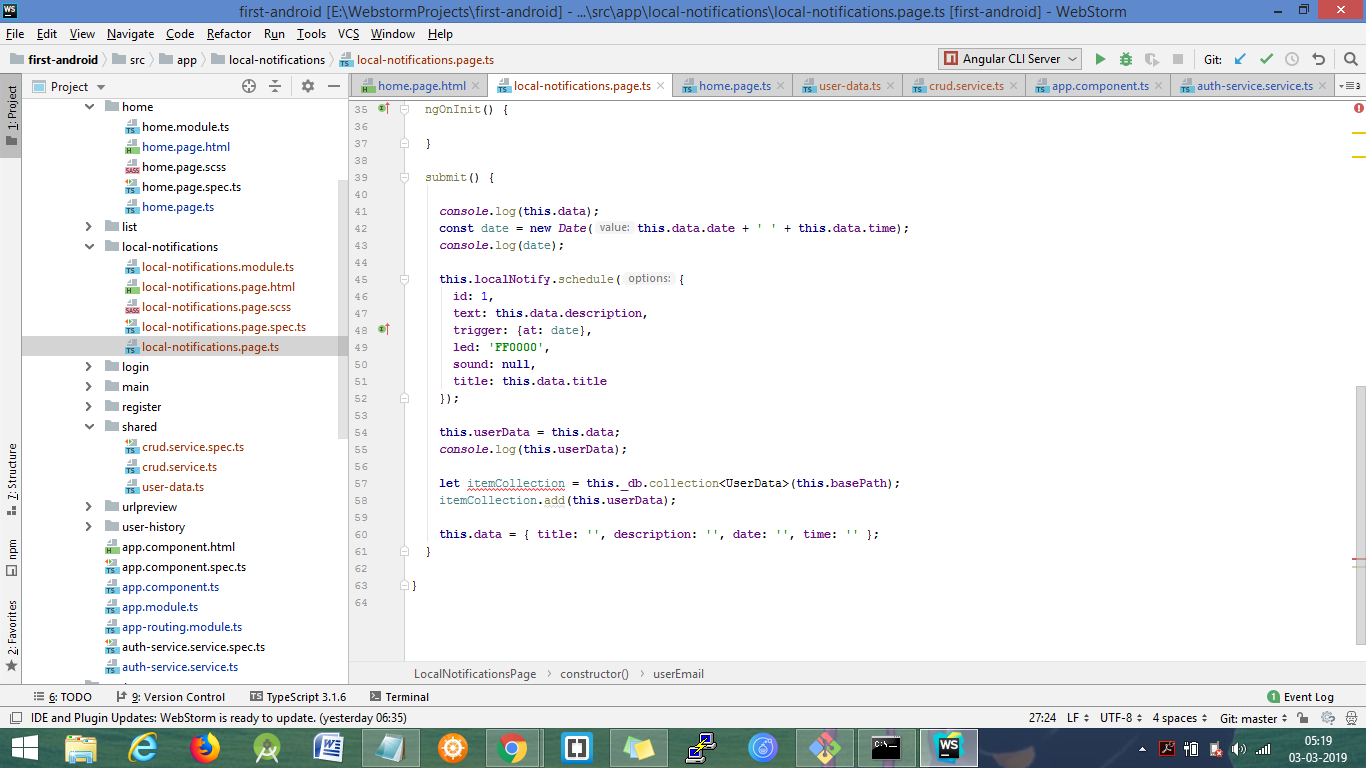 first-android [E:\WebstormProjects\first-android] - ...\src\app\local-notifications\local-notifications.page.ts [first-android] - WebStorm
File Edit View Navigate Code Refactor Run Tools VCS Window Help
first-android src app local-notifications local-notifications.page.ts Angular CLI Server Git:
Project
home.page.html local-notifications.page.ts home.page.ts user-data.ts crud.service.ts app.component.ts auth-service.service.ts
1: Project
Z: Structure
npm
2: Favorites
home
home.module.ts
home.page.html
home.page.scss
home.page.spec.ts
home.page.ts
list
local-notifications
local-notifications.module.ts
local-notifications.page.html
local-notifications.page.scss
local-notifications.page.spec.ts
local-notifications.page.ts
login
main
register
shared
crud.service.spec.ts
crud.service.ts
user-data.ts
urlpreview
user-history
app.component.html
app.component.spec.ts
app.component.ts
app.module.ts
app-routing.module.ts
auth-service.service.spec.ts
auth-service.service.ts
35 ngOnInit() {
36
37 }
38
39 submit() {
40
41 console.log(this.data);
42 const date = new Date( value: this.data.date + ' ' + this.data.time);
43 console.log(date);
44
45 this.localNotify.schedule( options: {
46 id: 1,
47 text: this.data.description,
48 trigger: {at: date},
49 led: 'FF0000',
50 sound: null,
51 title: this.data.title
52 });
53
54 this.userData = this.data;
55 console.log(this.userData);
56
57 let itemCollection = this._db.collection<UserData>(this.basePath);
58 itemCollection.add(this.userData);
59
60 this.data = { title: '', description: '', date: '', time: '' };
61 }
62
63 }
64
LocalNotificationsPage constructor() userEmail
6: TODO 9: Version Control TypeScript 3.1.6 Terminal 1 Event Log
IDE and Plugin Updates: WebStorm is ready to update. (yesterday 06:35) 27:24 LF UTF-8 4 spaces Git: master
05:19
03-03-2019